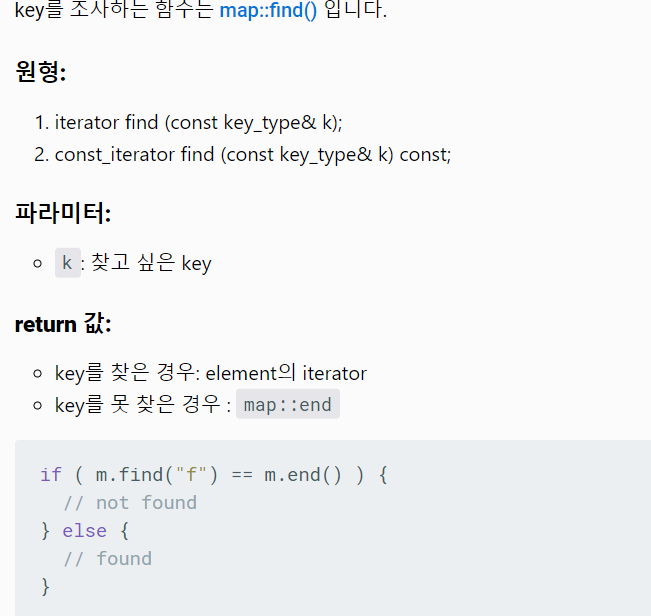 key를 조사하는 함수는 map::find() 입니다.
원형:
1. iterator find (const key_type& k);
2. const_iterator find (const key_type& k) const;
파라미터:
k : 찾고 싶은 key
return 값:
key를 찾은 경우: element의 iterator
key를 못 찾은 경우 : map::end
if ( m.find("f") == m.end() ) {
  // not found
} else {
  // found
}